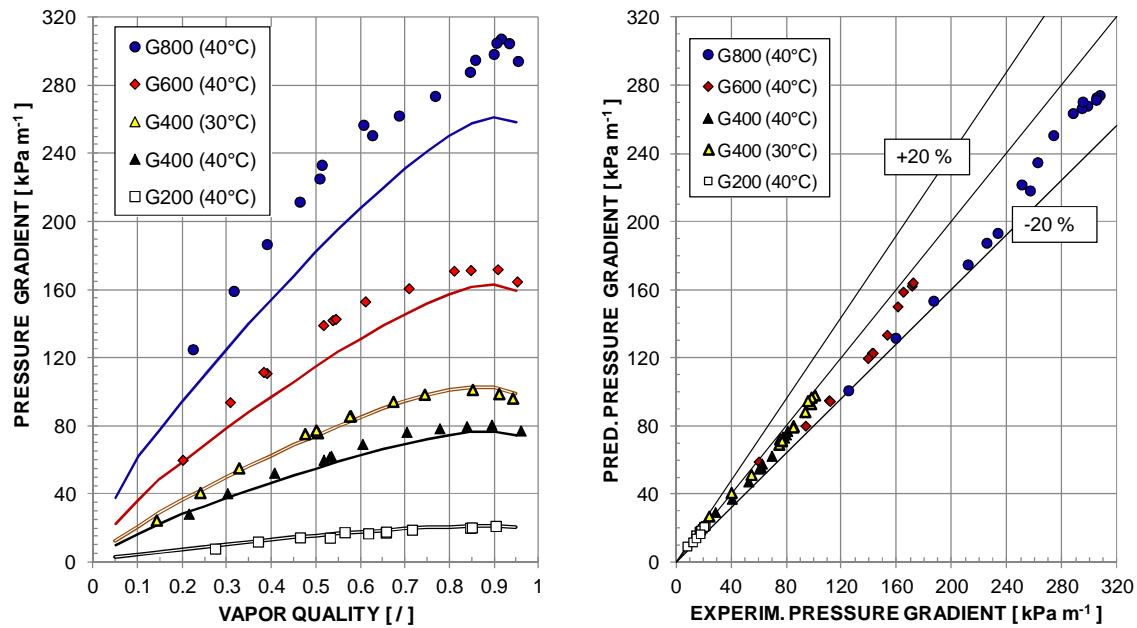 PRESSURE GRADIENT [ kPa m-1]
320
280
240
200
160
120
80
40
0
0
0.1
0.2
0.3
0.4
0.5
0.6
0.7
0.8
0.9
1
VAPOR QUALITY [ / ]
G800 (40°C)
G600 (40°C)
G400 (30°C)
G400 (40°C)
G200 (40°C)
PRED. PRESSURE GRADIENT [ kPa m-1]
320
280
240
200
160
120
80
40
0
0
40
80
120
160
200
240
280
320
EXPERIM. PRESSURE GRADIENT [ kPa m-1]
G800 (40°C)
G600 (40°C)
G400 (40°C)
G400 (30°C)
G200 (40°C)
+20 %
-20 %